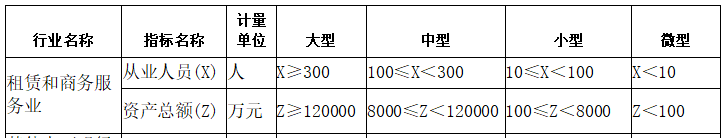 行业名称 指标名称 计量单位 大型 中型 小型 微型
租赁和商务服务业 从业人员(X) 人 X≥300 100≤X<300 10≤X<100 X<10
资产总额(Z) 万元 Z≥120000 8000≤Z<120000 100≤Z<8000 Z<100